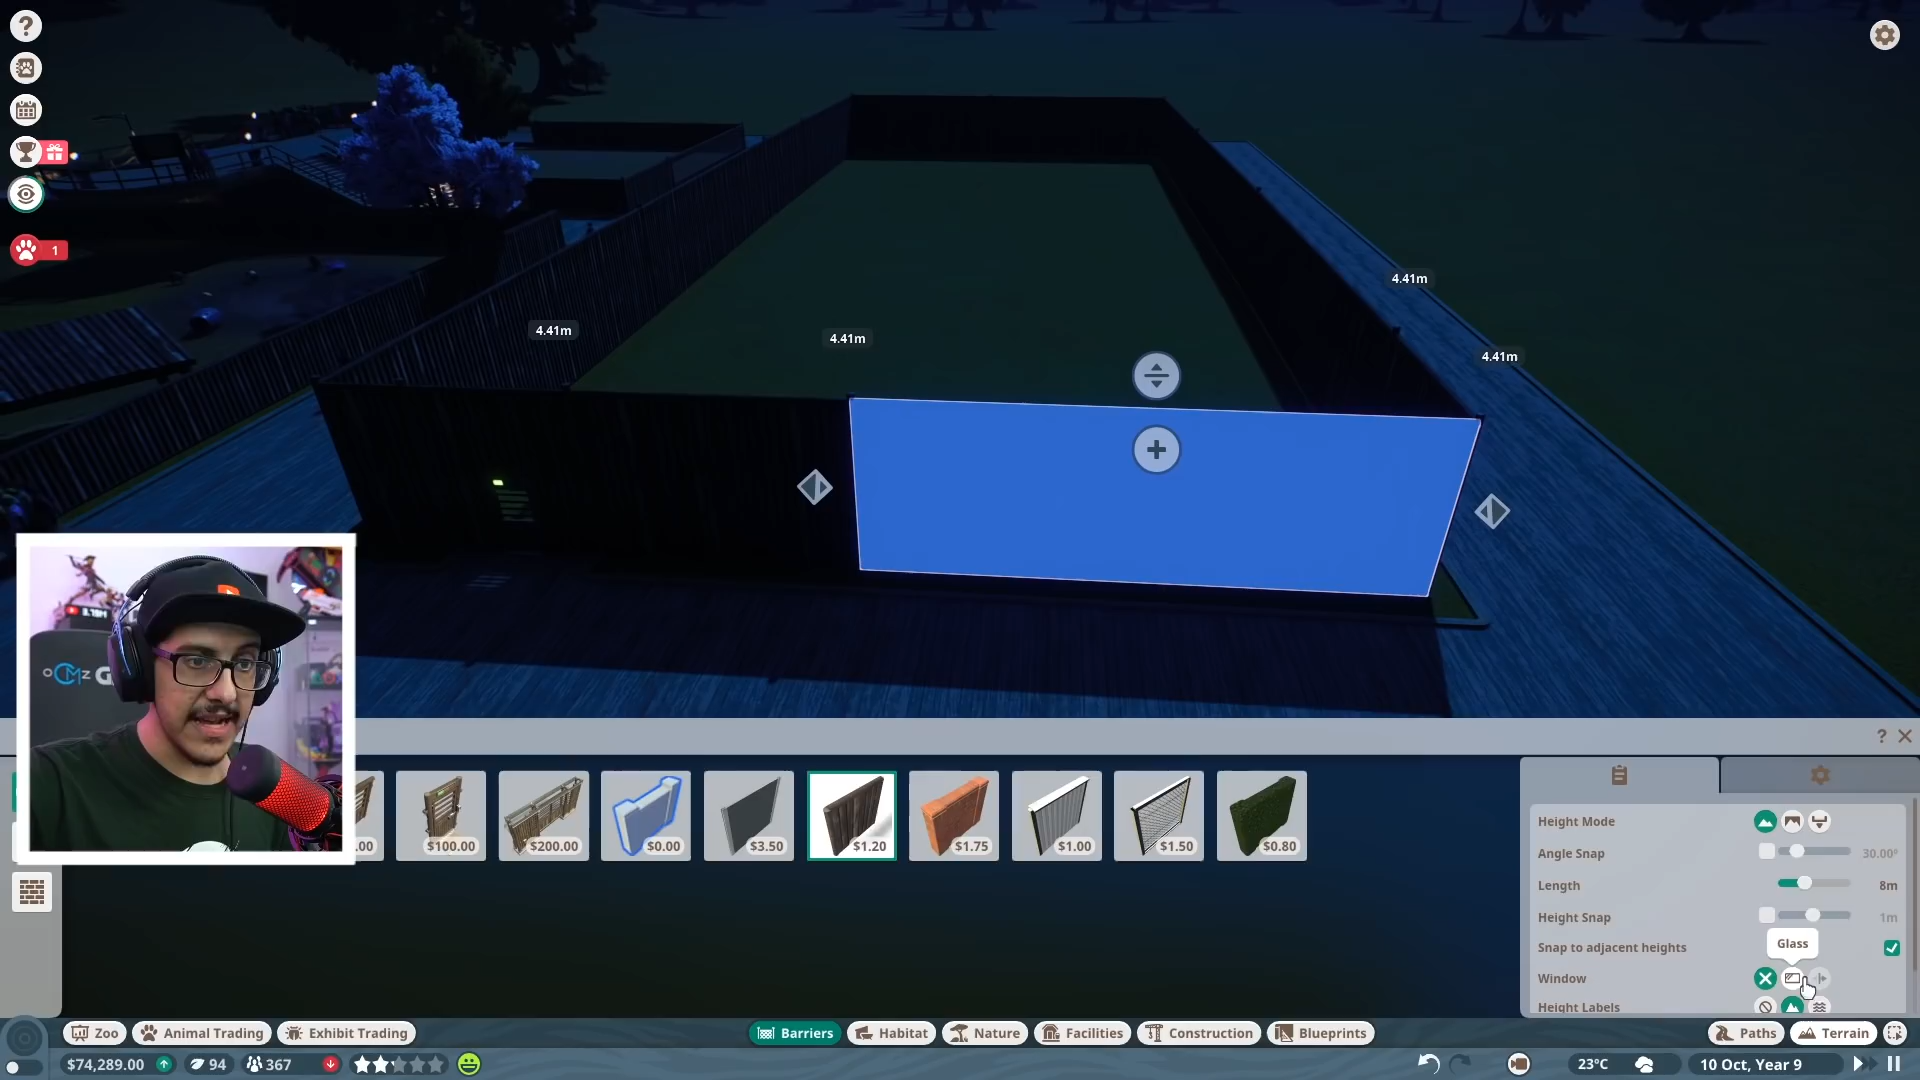 ?
1
4.41m
4.41m
4.41m
4.41m
3.79M
? ×
.00
$100.00
$200.00
$0.00
$3.50
$1.20
$1.75
$1.00
$1.50
$0.80
Height Mode
Angle Snap 30.00°
Length 8m
Height Snap 1m
Snap to adjacent heights
Glass
Window
Height Labels
Zoo Animal Trading Exhibit Trading Barriers Habitat Nature Facilities Construction Blueprints Paths Terrain
$74,289.00 94 367 23°C 10 Oct, Year 9